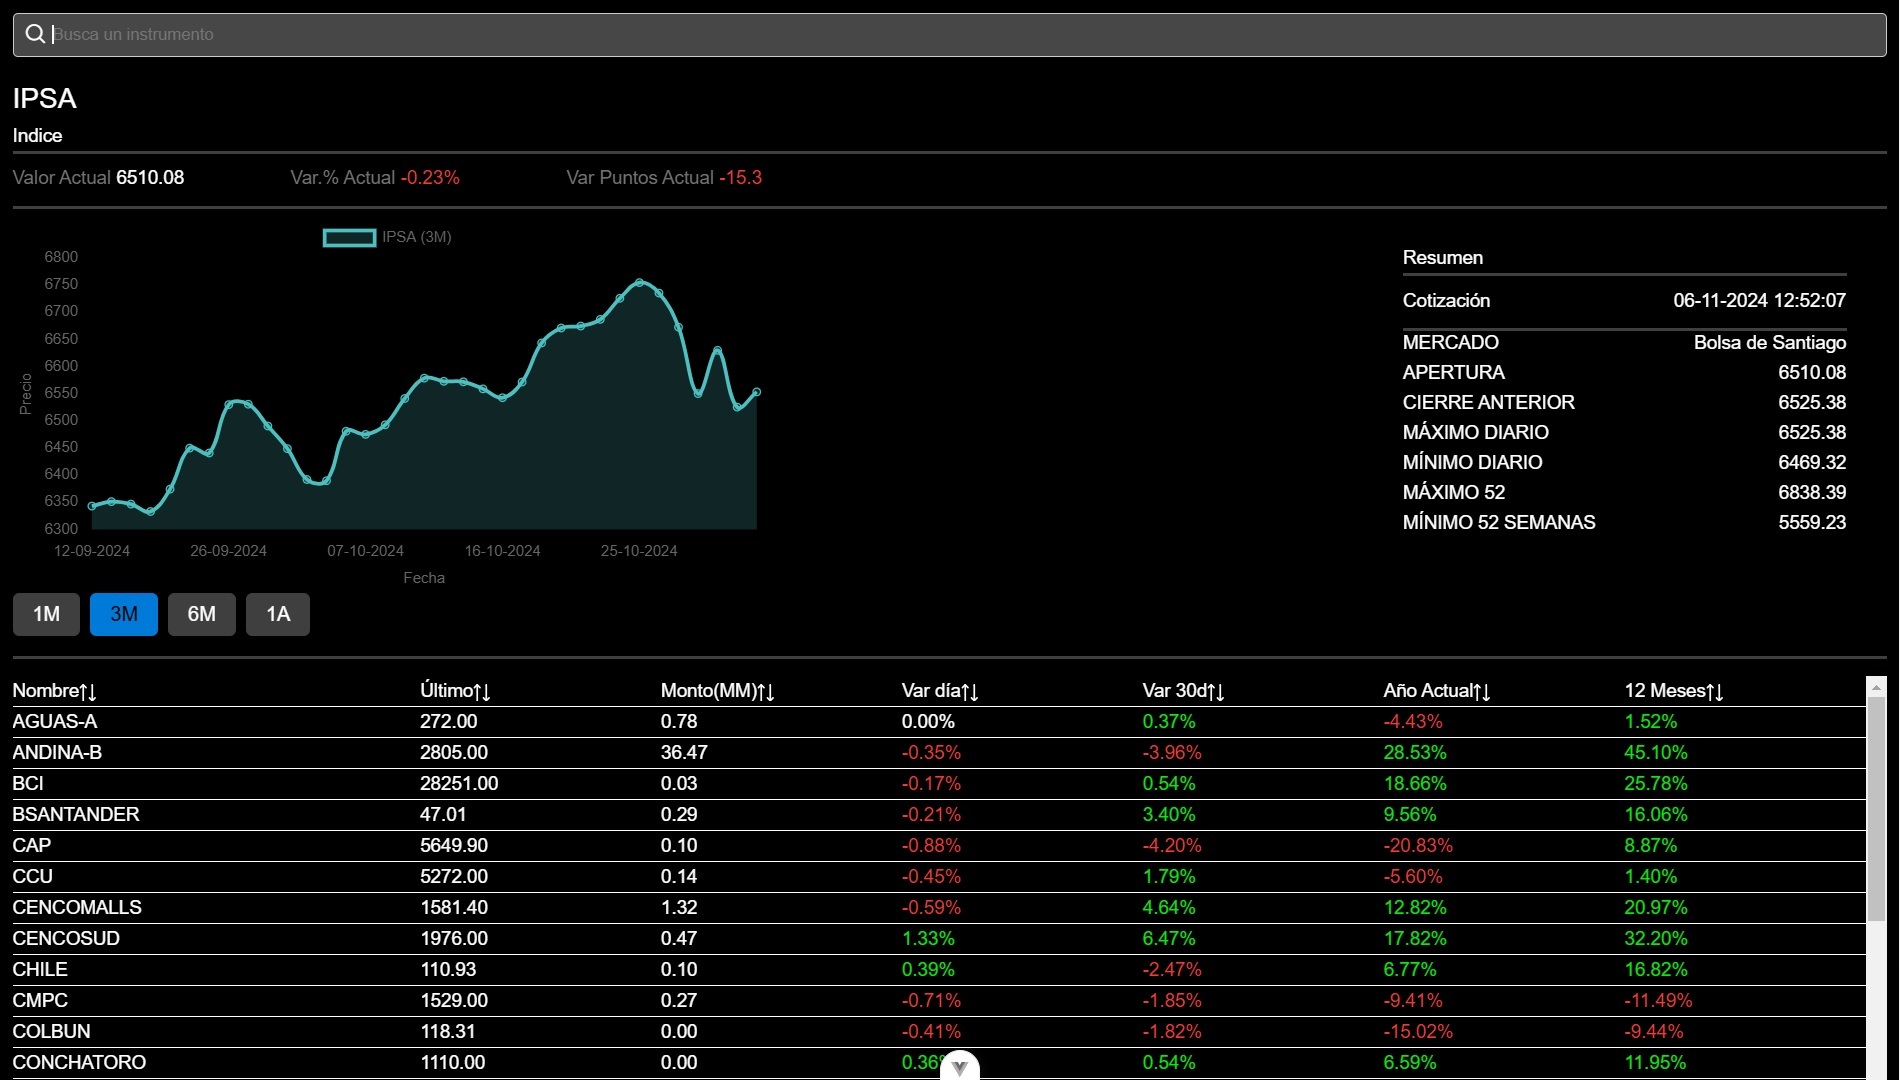 Busca un instrumento
IPSA
Indice
Valor Actual 6510.08 Var.% Actual -0.23% Var Puntos Actual -15.3
IPSA (3M)
6800
6750
6700
6650
6600
6550
6500
6450
6400
6350
6300
Precio
12-09-2024 26-09-2024 07-10-2024 16-10-2024 25-10-2024
Fecha
1M 3M 6M 1A
Resumen
Cotización 06-11-2024 12:52:07
MERCADO Bolsa de Santiago
APERTURA 6510.08
CIERRE ANTERIOR 6525.38
MÁXIMO DIARIO 6525.38
MÍNIMO DIARIO 6469.32
MÁXIMO 52 6838.39
MÍNIMO 52 SEMANAS 5559.23
Nombre↑↓ Último↑↓ Monto(MM)↑↓ Var día↑↓ Var 30d↑↓ Año Actual↑↓ 12 Meses↑↓
AGUAS-A 272.00 0.78 0.00% 0.37% -4.43% 1.52%
ANDINA-B 2805.00 36.47 -0.35% -3.96% 28.53% 45.10%
BCI 28251.00 0.03 -0.17% 0.54% 18.66% 25.78%
BSANTANDER 47.01 0.29 -0.21% 3.40% 9.56% 16.06%
CAP 5649.90 0.10 -0.88% -4.20% -20.83% 8.87%
CCU 5272.00 0.14 -0.45% 1.79% -5.60% 1.40%
CENCOMALLS 1581.40 1.32 -0.59% 4.64% 12.82% 20.97%
CENCOSUD 1976.00 0.47 1.33% 6.47% 17.82% 32.20%
CHILE 110.93 0.10 0.39% -2.47% 6.77% 16.82%
CMPC 1529.00 0.27 -0.71% -1.85% -9.41% -11.49%
COLBUN 118.31 0.00 -0.41% -1.82% -15.02% -9.44%
CONCHATORO 1110.00 0.00 0.36% 0.54% 6.59% 11.95%